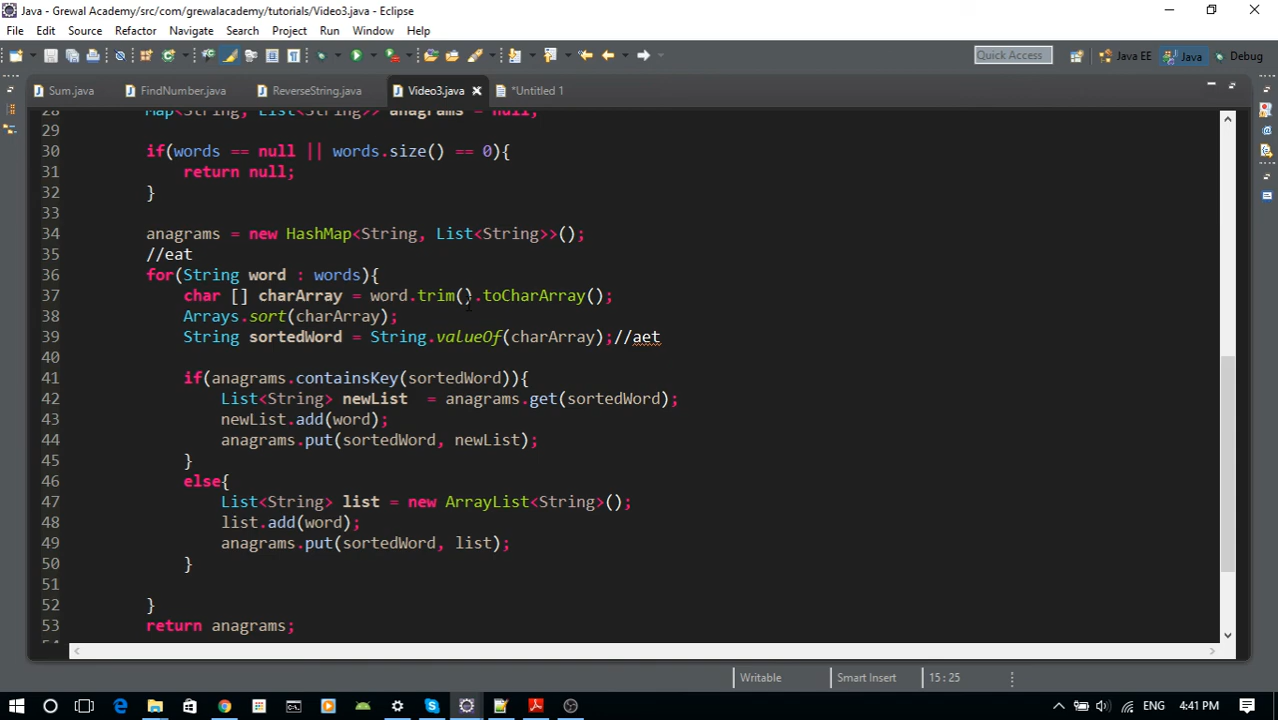 Java - Grewal Academy/src/com/grewalacademy/tutorials/Video3.java - Eclipse
File Edit Source Refactor Navigate Search Project Run Window Help
Quick Access Java EE Java Debug
Sum.java FindNumber.java ReverseString.java Video3.java *Untitled 1
28 Map<String, List<String>> anagrams = null;
29
30 if(words == null || words.size() == 0){
31 return null;
32 }
33
34 anagrams = new HashMap<String, List<String>>();
35 //eat
36 for(String word : words){
37 char [] charArray = word.trim().toCharArray();
38 Arrays.sort(charArray);
39 String sortedWord = String.valueOf(charArray);//aet
40
41 if(anagrams.containsKey(sortedWord)){
42 List<String> newList = anagrams.get(sortedWord);
43 newList.add(word);
44 anagrams.put(sortedWord, newList);
45 }
46 else{
47 List<String> list = new ArrayList<String>();
48 list.add(word);
49 anagrams.put(sortedWord, list);
50 }
51
52 }
53 return anagrams;
Writable Smart Insert 15 : 25
ENG 4:41 PM